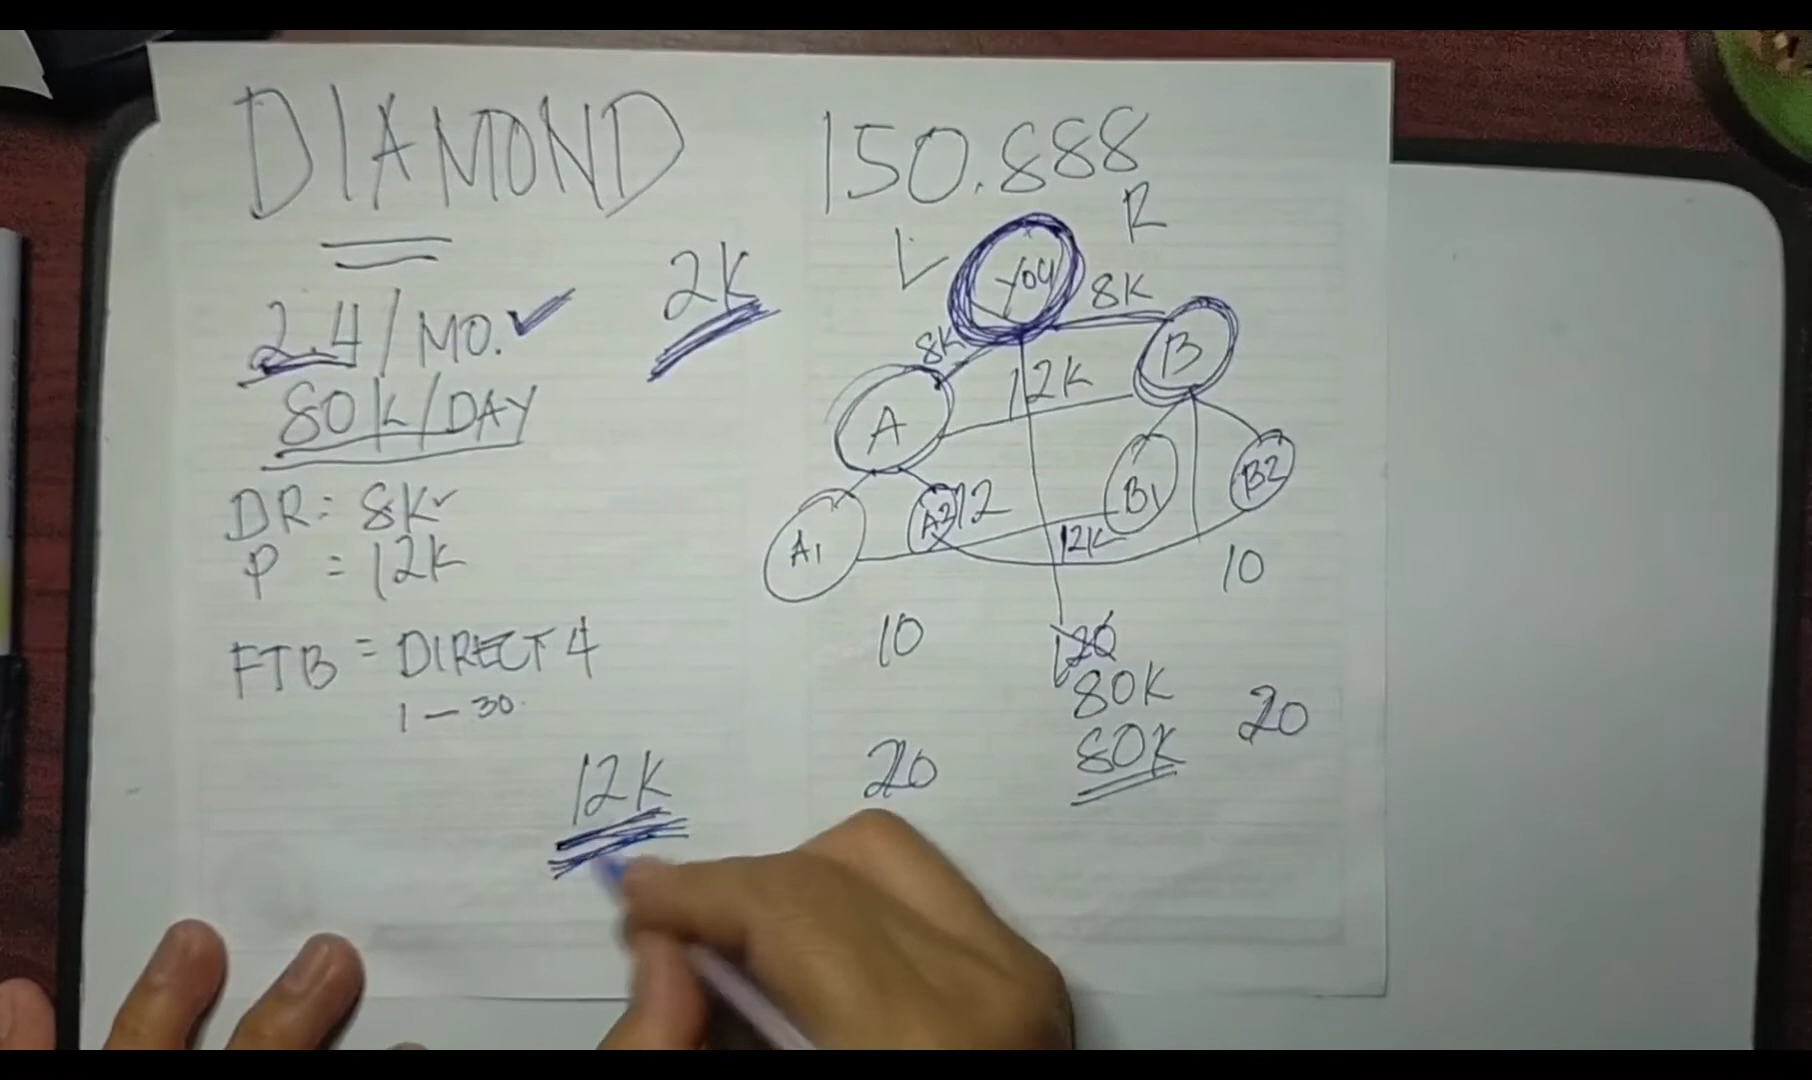 DIAMOND
150.888
2.4/MO.
80K/DAY
2K
DR: 8K
P = 12K
FTB = DIRECT 4
1 - 30
12K
L
R
YOU
8K
8K
A
B
12K
A1
A2
B1
B2
12
12K
10
10
120
80K
80K
20
20